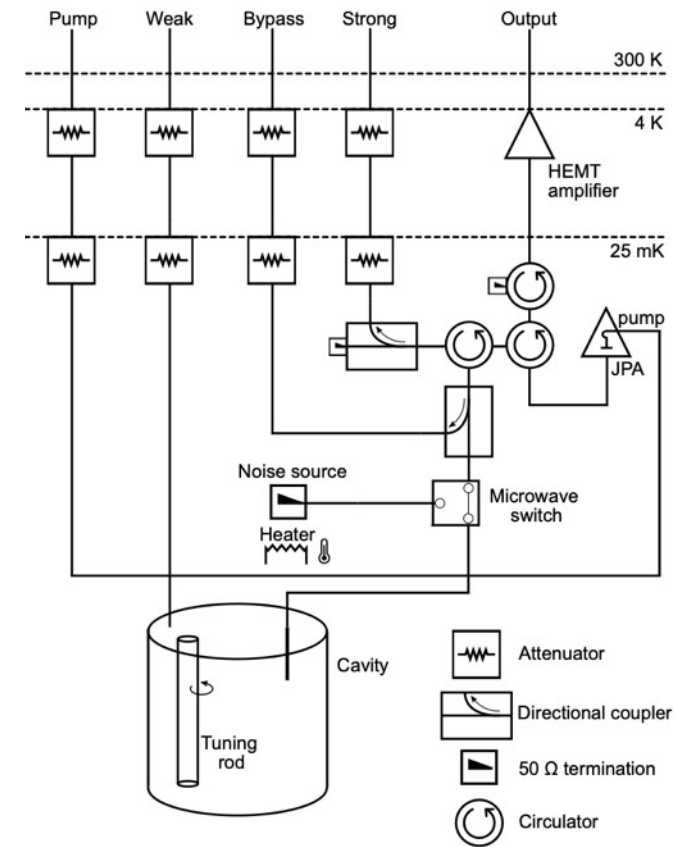 Pump
Weak
Bypass
Strong
Output
300 K
4 K
HEMT
amplifier
25 mK
pump
JPA
Noise source
Microwave
switch
Heater
Cavity
Tuning
rod
Attenuator
Directional coupler
50 Ω termination
Circulator